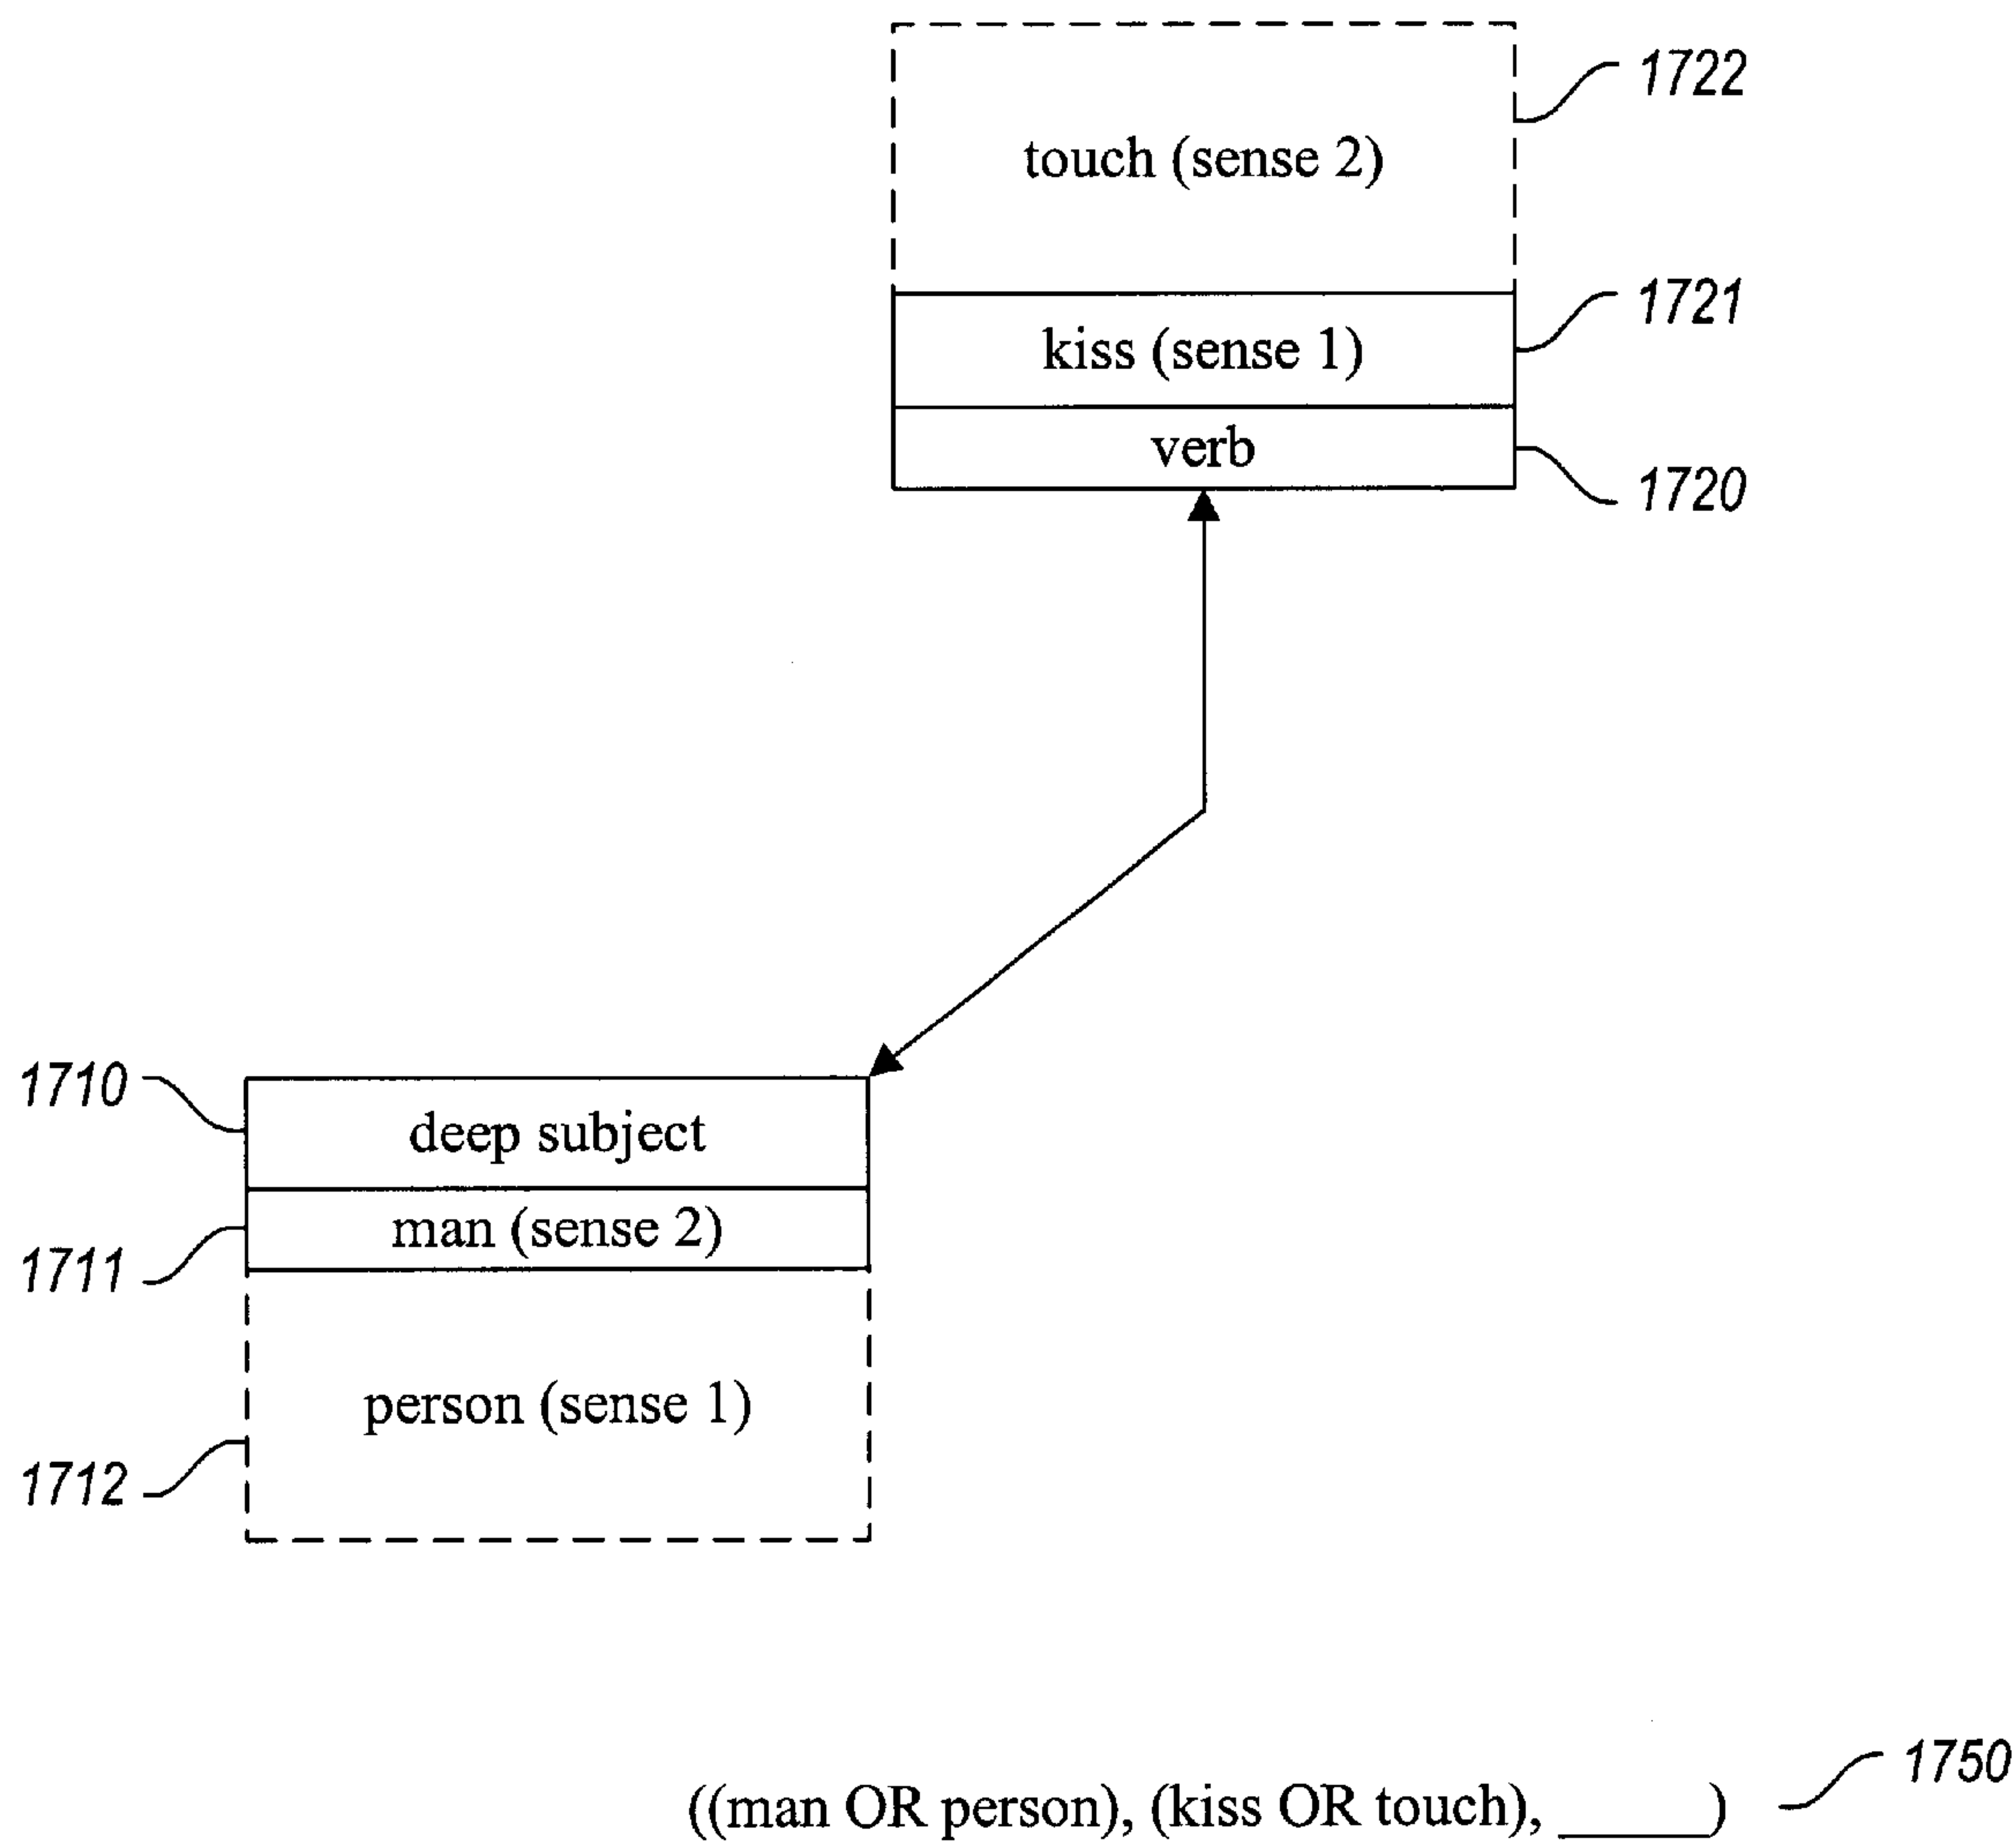 1722
touch (sense 2)
1721
kiss (sense 1)
verb
1720
1710
deep subject
man (sense 2)
1711
person (sense 1)
1712
1750
((man OR person), (kiss OR touch), ______)